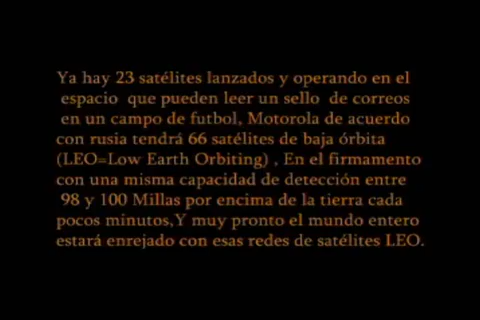 Ya hay 23 satélites lanzados y operando en el
espacio que pueden leer un sello de correos
en un campo de futbol, Motorola de acuerdo
con rusia tendrá 66 satélites de baja órbita
(LEO=Low Earth Orbiting) , En el firmamento
con una misma capacidad de detección entre
98 y 100 Millas por encima de la tierra cada
pocos minutos,Y muy pronto el mundo entero
estará enrejado con esas redes de satélites LEO.